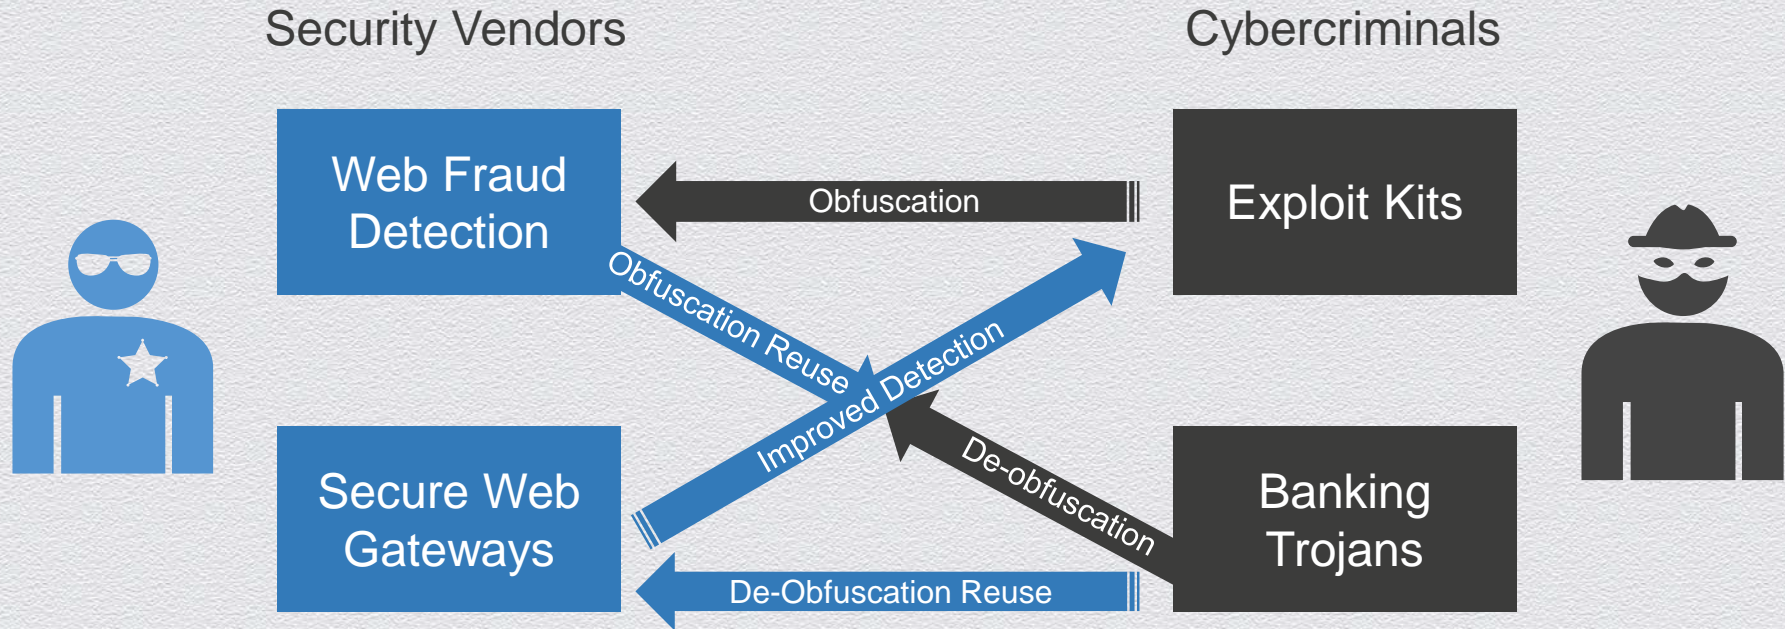 Security Vendors
Cybercriminals
Web Fraud
Detection
Obfuscation
Exploit Kits
Obfuscation Reuse
Improved Detection
De-obfuscation
Secure Web
Gateways
De-Obfuscation Reuse
Banking
Trojans